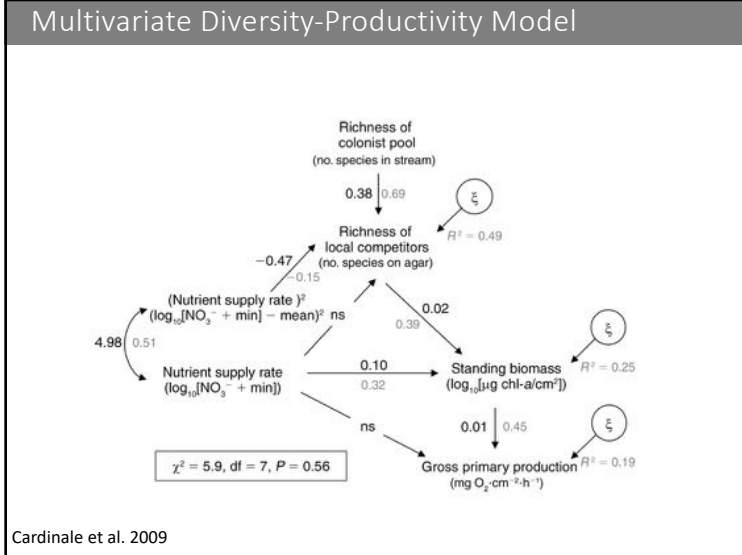 Multivariate Diversity-Productivity Model
Richness of
colonist pool
(no. species in stream)
0.38 0.69
ξ
Richness of
local competitors
(no. species on agar)
R² = 0.49
−0.47
−0.15
(Nutrient supply rate )²
(log₁₀[NO₃⁻ + min] − mean)² ns
0.02
0.39
4.98 0.51
ξ
Nutrient supply rate
(log₁₀[NO₃⁻ + min])
0.10
0.32
Standing biomass
(log₁₀[µg chl-a/cm²])
R² = 0.25
ns
0.01 0.45
ξ
χ² = 5.9, df = 7, P = 0.56
Gross primary production
(mg O₂·cm⁻²·h⁻¹)
R² = 0.19
Cardinale et al. 2009